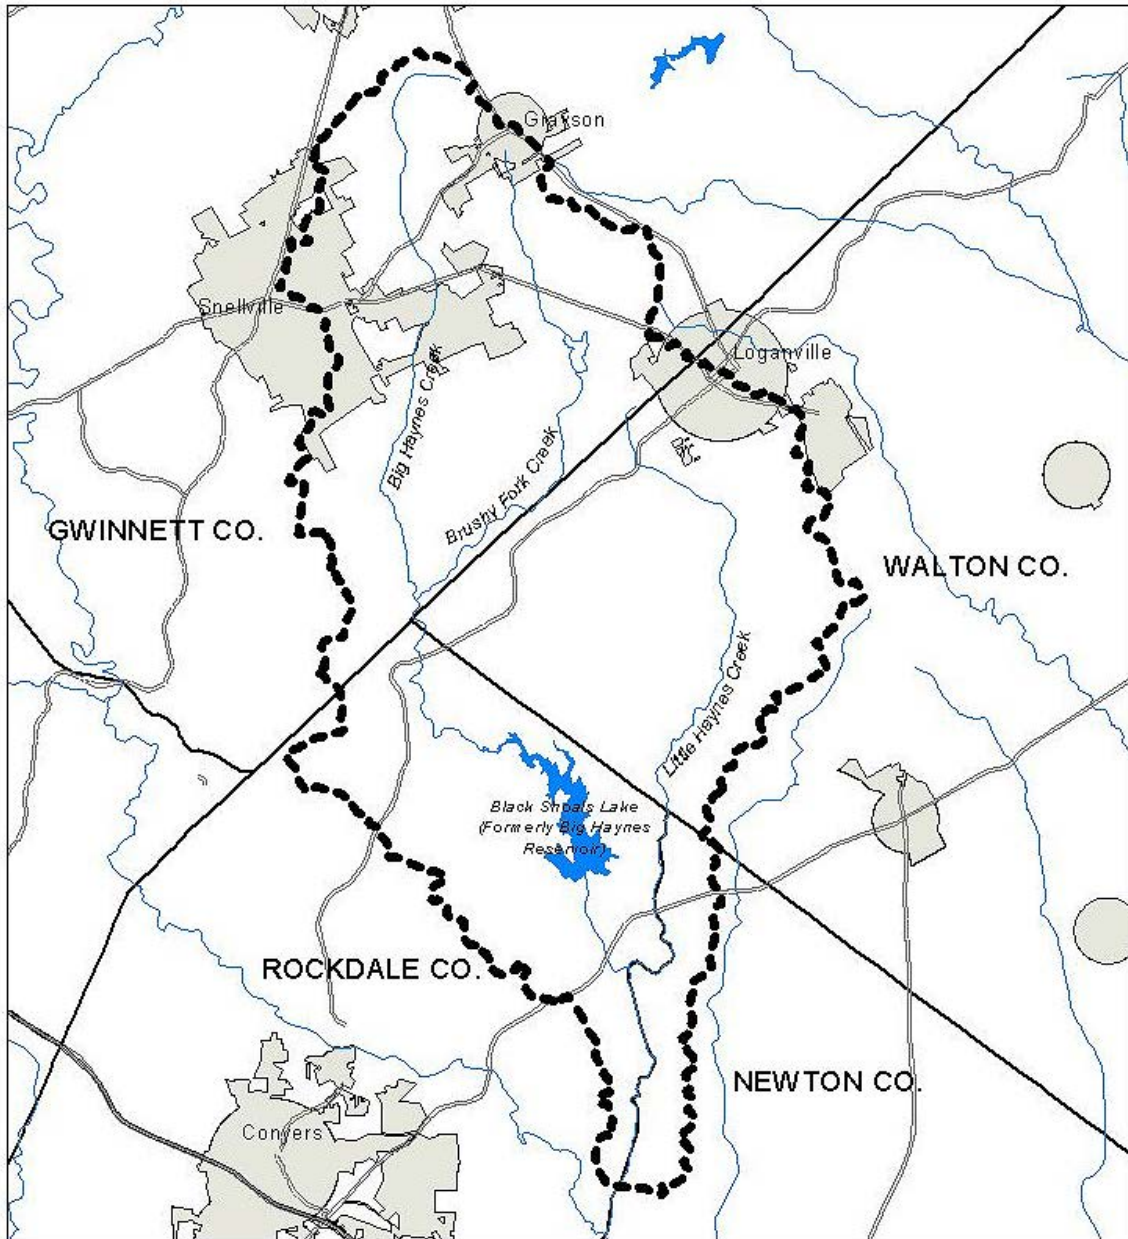 Grayson
Snellville
Loganville
Big Haynes Creek
Brushy Fork Creek
GWINNETT CO.
WALTON CO.
Little Haynes Creek
Black Shoals Lake
(Formerly Big Haynes
Reservoir)
ROCKDALE CO.
NEWTON CO.
Conyers